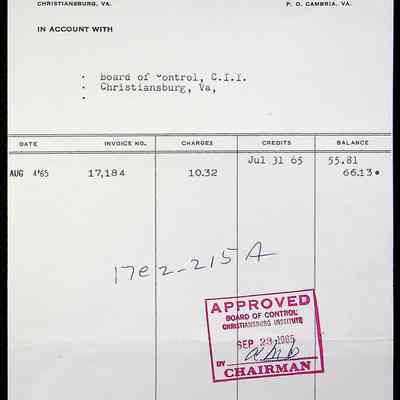 CHRISTIANSBURG, VA.
P. O. CAMBRIA, VA.
IN ACCOUNT WITH
Board of Control, C.I.I.
Christiansburg, Va,
DATE INVOICE NO. CHARGES CREDITS BALANCE
Jul 31 65 55.81
AUG 4'65 17,184 10.32 66.13
17e2-215A
APPROVED
BOARD OF CONTROL
CHRISTIANSBURG INSTITUTE
SEP 23 1965
BY
CHAIRMAN